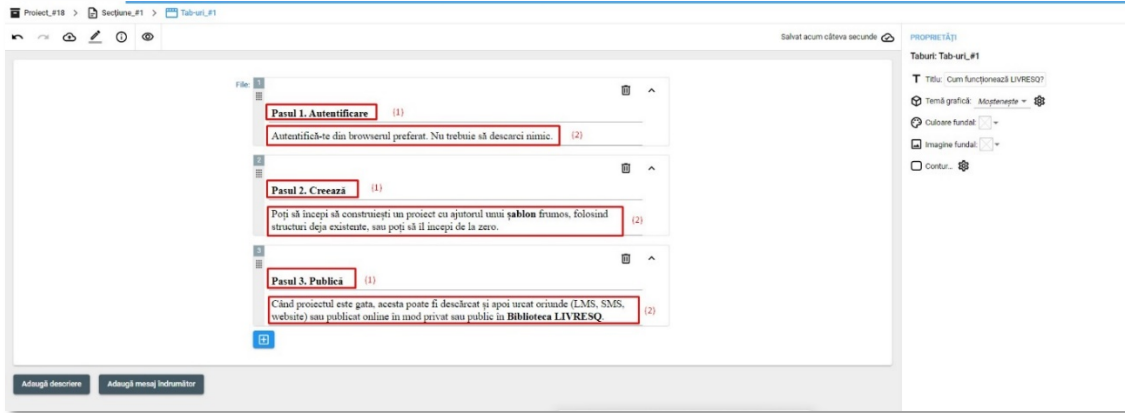 Proiect_#18 > Secțiune_#1 > Tab-uri_#1
Salvat acum câteva secunde
File: 1
Pasul 1. Autentificare (1)
Autentifică-te din browserul preferat. Nu trebuie să descarci nimic. (2)
2
Pasul 2. Creează (1)
Poți să începi să construiești un proiect cu ajutorul unui șablon frumos, folosind
structuri deja existente, sau poți să îl incepi de la zero. (2)
3
Pasul 3. Publică (1)
Când proiectul este gata, acesta poate fi descărcat și apoi urcat oriunde (LMS, SMS,
website) sau publicat online in mod privat sau public in Biblioteca LIVRESQ. (2)
Adaugă descriere Adaugă mesaj îndrumător
PROPRIETĂȚI
Taburi: Tab-uri_#1
Titlu: Cum funcționează LIVRESQ?
Temă grafică: Moștenește
Culoare fundal:
Imagine fundal:
Contur...